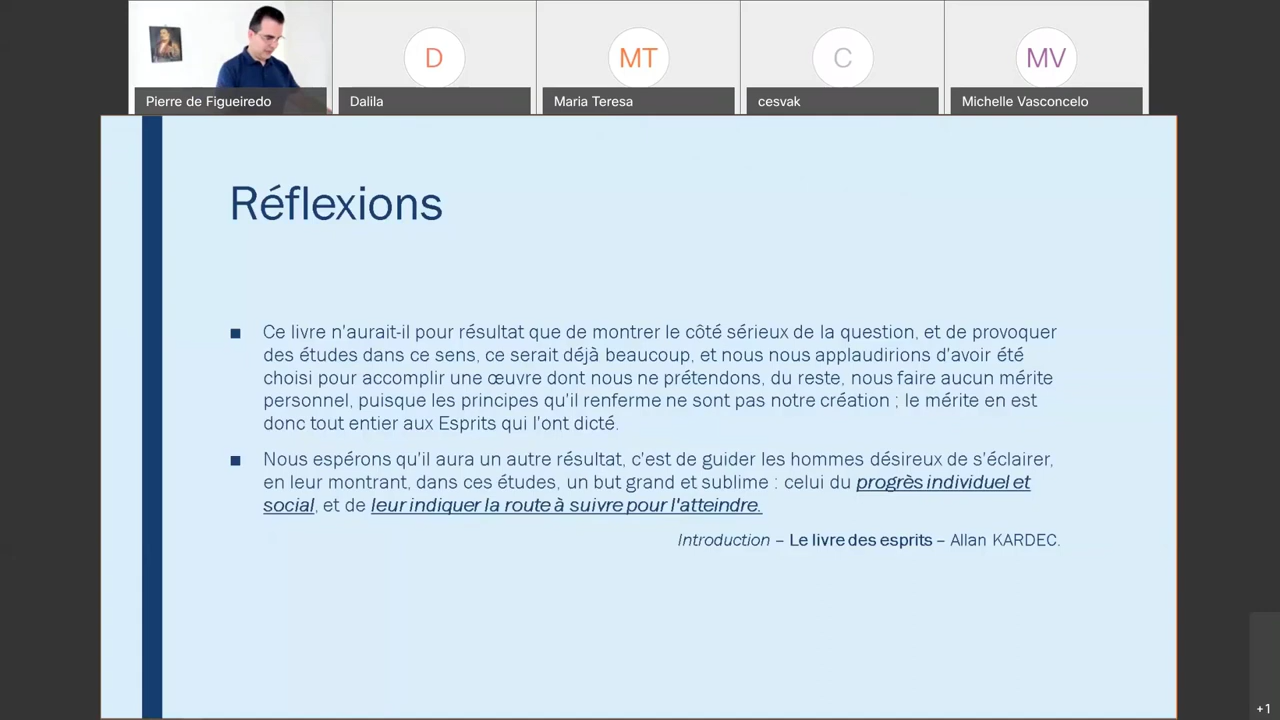 D
MT
C
MV
Pierre de Figueiredo
Dalila
Maria Teresa
cesvak
Michelle Vasconcelo
Réflexions
■ Ce livre n'aurait-il pour résultat que de montrer le côté sérieux de la question, et de provoquer
des études dans ce sens, ce serait déjà beaucoup, et nous nous applaudirions d'avoir été
choisi pour accomplir une œuvre dont nous ne prétendons, du reste, nous faire aucun mérite
personnel, puisque les principes qu'il renferme ne sont pas notre création ; le mérite en est
donc tout entier aux Esprits qui l'ont dicté.
■ Nous espérons qu'il aura un autre résultat, c'est de guider les hommes désireux de s'éclairer,
en leur montrant, dans ces études, un but grand et sublime : celui du progrès individuel et
social, et de leur indiquer la route à suivre pour l'atteindre.
Introduction – Le livre des esprits – Allan KARDEC.
+1